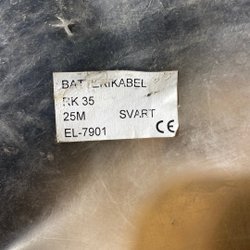 BATTERIKABEL
RK 35
25M SVART
EL-7901 CE